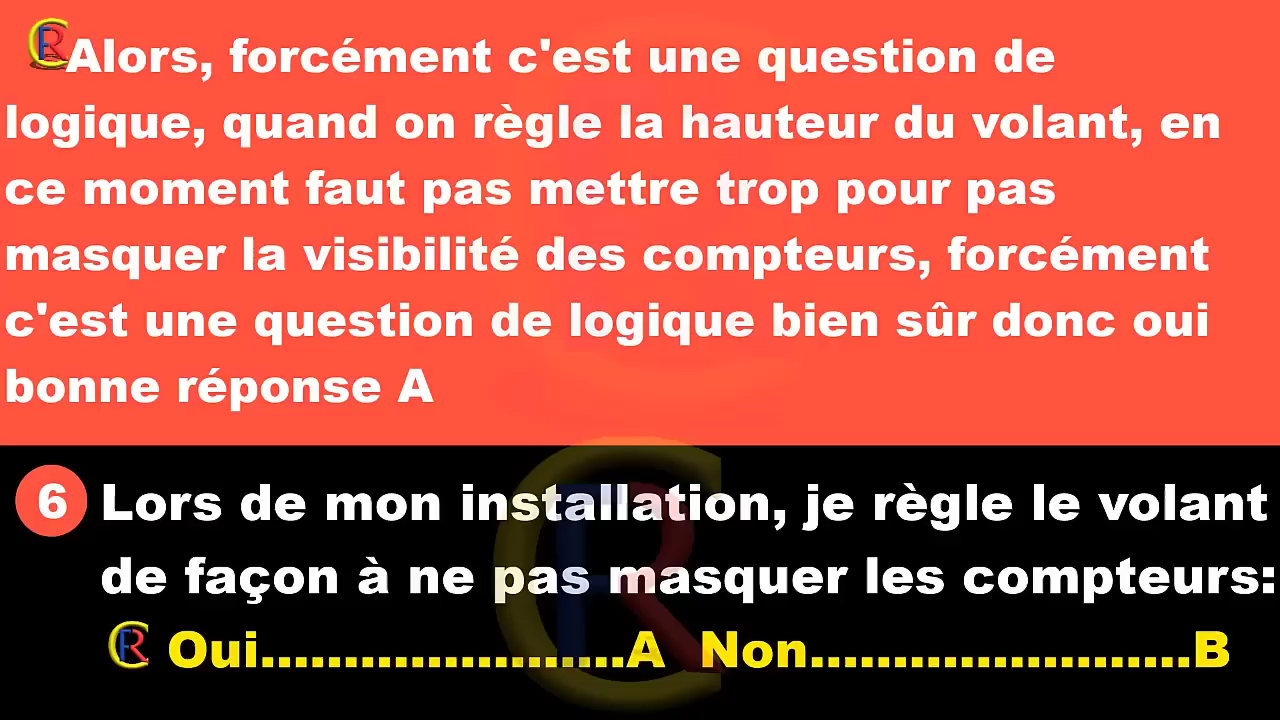 Alors, forcément c'est une question de
logique, quand on règle la hauteur du volant, en
ce moment faut pas mettre trop pour pas
masquer la visibilité des compteurs, forcément
c'est une question de logique bien sûr donc oui
bonne réponse A
6 Lors de mon installation, je règle le volant
de façon à ne pas masquer les compteurs:
Oui......................A Non.......................B